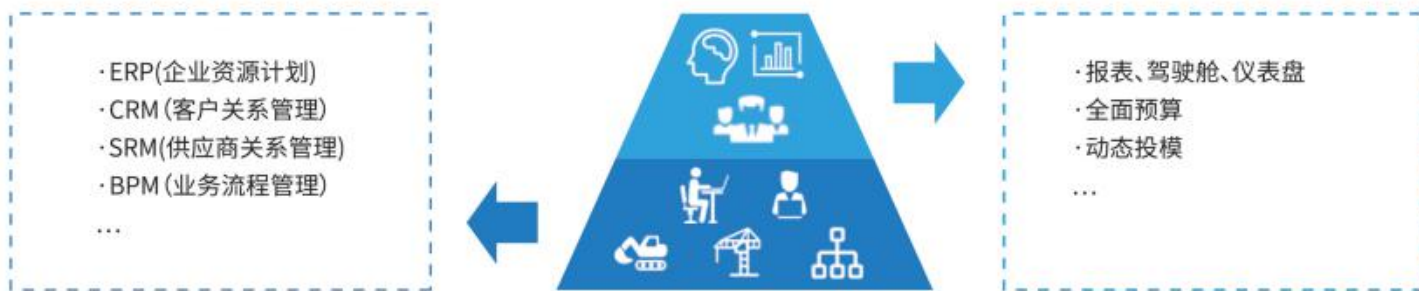 ·ERP(企业资源计划)
·CRM（客户关系管理）
·SRM(供应商关系管理)
·BPM（业务流程管理）
…
·报表、驾驶舱、仪表盘
·全面预算
·动态投模
…